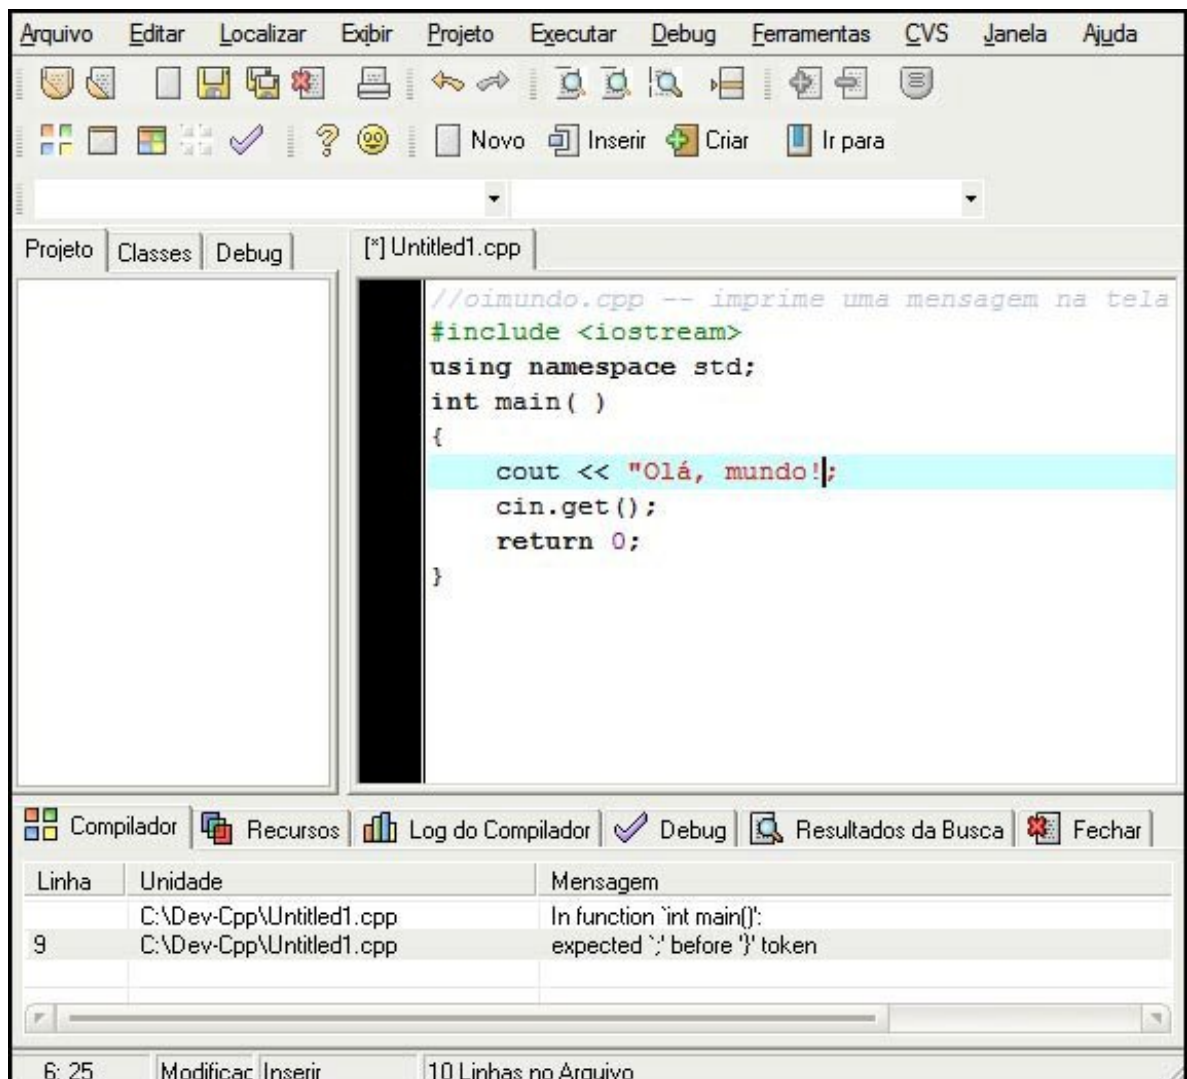 Arquivo Editar Localizar Exibir Projeto Executar Debug Ferramentas CVS Janela Ajuda
Novo Inserir Criar Ir para
Projeto Classes Debug [*] Untitled1.cpp
//oimundo.cpp -- imprime uma mensagem na tela
#include <iostream>
using namespace std;
int main( )
{
cout << "Olá, mundo!;
cin.get();
return 0;
}
Compilador Recursos Log do Compilador Debug Resultados da Busca Fechar
Linha Unidade Mensagem
C:\Dev-Cpp\Untitled1.cpp In function `int main()':
9 C:\Dev-Cpp\Untitled1.cpp expected `;' before '}' token
6: 25 Modificac Inserir 10 Linhas no Arquivo